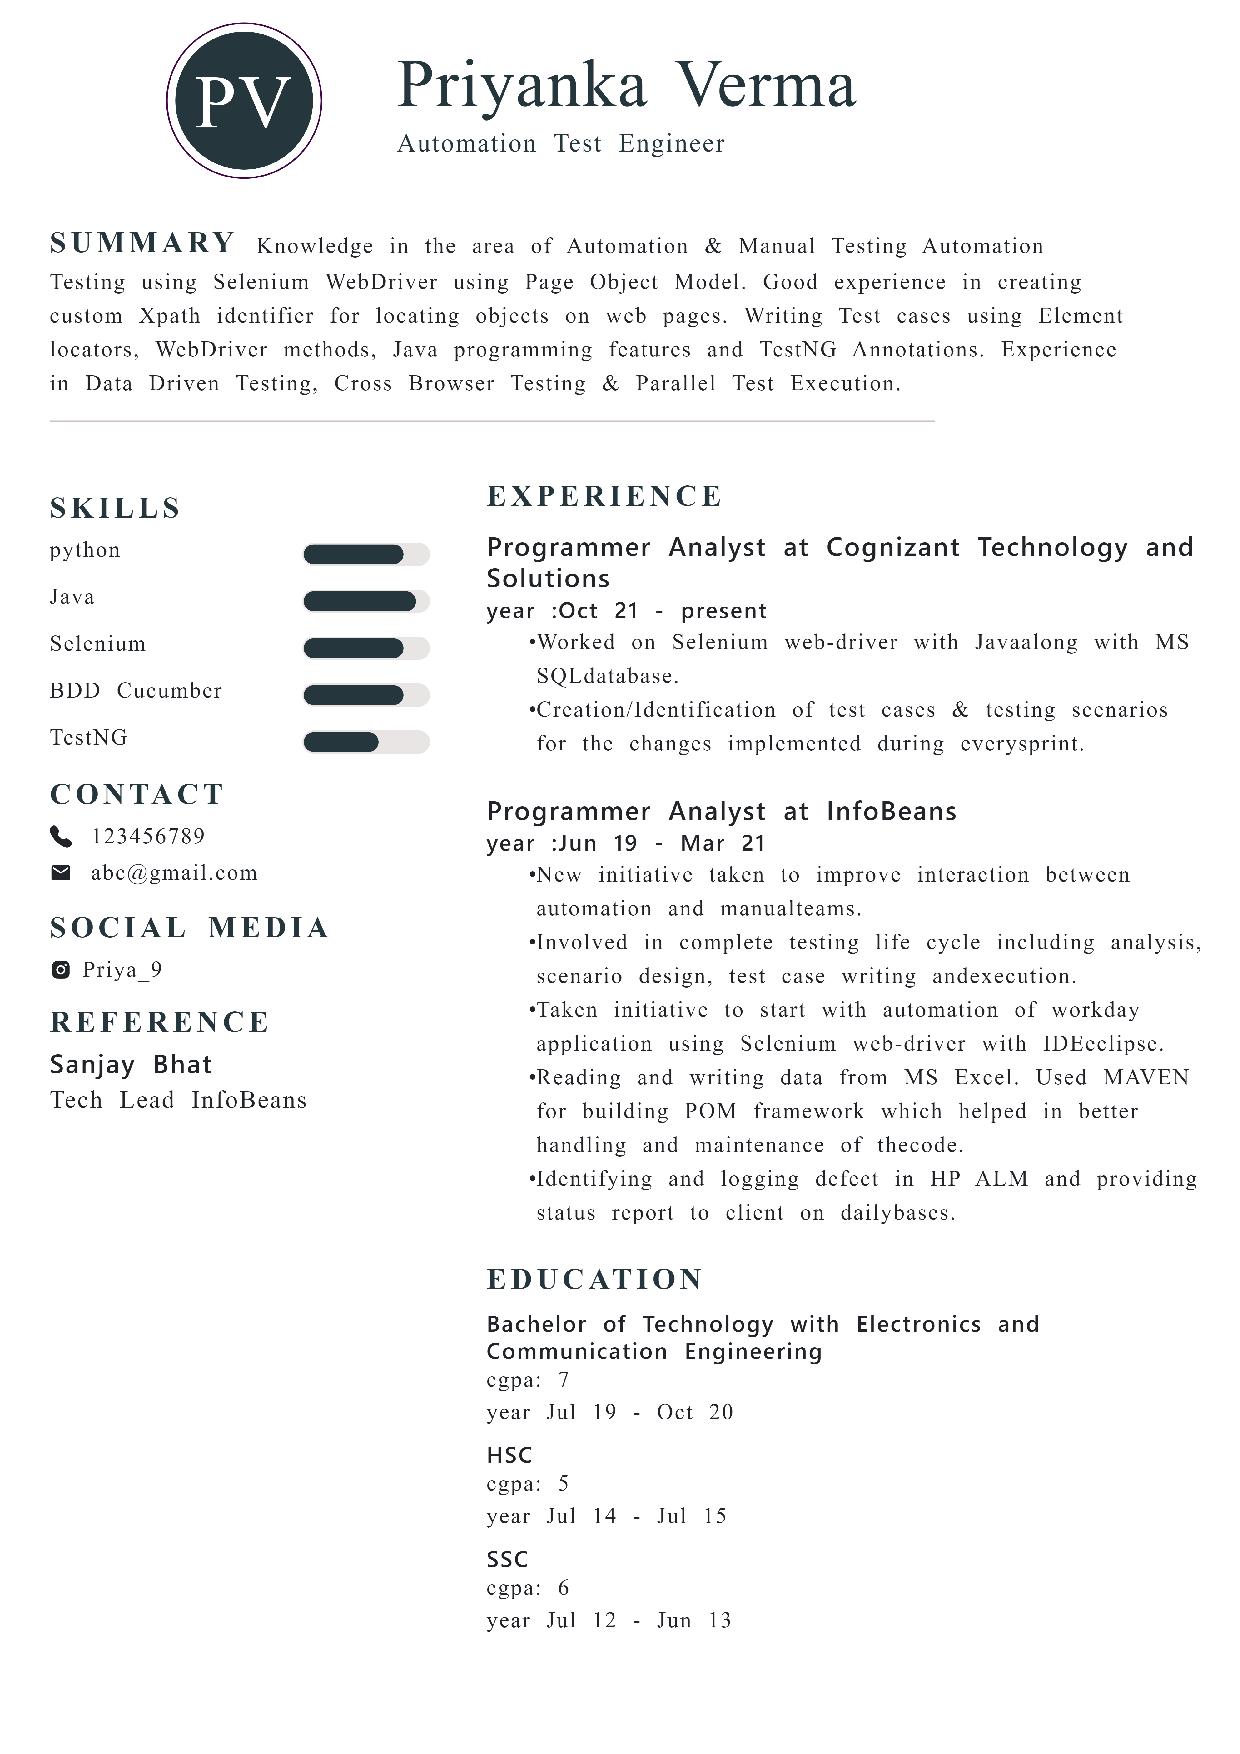 PV
Priyanka Verma
Automation Test Engineer
SUMMARY Knowledge in the area of Automation & Manual Testing Automation
Testing using Selenium WebDriver using Page Object Model. Good experience in creating
custom Xpath identifier for locating objects on web pages. Writing Test cases using Element
locators, WebDriver methods, Java programming features and TestNG Annotations. Experience
in Data Driven Testing, Cross Browser Testing & Parallel Test Execution.
SKILLS
python
Java
Selenium
BDD Cucumber
TestNG
CONTACT
123456789
abc@gmail.com
SOCIAL MEDIA
Priya_9
REFERENCE
Sanjay Bhat
Tech Lead InfoBeans
EXPERIENCE
Programmer Analyst at Cognizant Technology and
Solutions
year :Oct 21 - present
•Worked on Selenium web-driver with Javaalong with MS
SQLdatabase.
•Creation/Identification of test cases & testing scenarios
for the changes implemented during everysprint.
Programmer Analyst at InfoBeans
year :Jun 19 - Mar 21
•New initiative taken to improve interaction between
automation and manualteams.
•Involved in complete testing life cycle including analysis,
scenario design, test case writing andexecution.
•Taken initiative to start with automation of workday
application using Selenium web-driver with IDEeclipse.
•Reading and writing data from MS Excel. Used MAVEN
for building POM framework which helped in better
handling and maintenance of thecode.
•Identifying and logging defect in HP ALM and providing
status report to client on dailybases.
EDUCATION
Bachelor of Technology with Electronics and
Communication Engineering
cgpa: 7
year Jul 19 - Oct 20
HSC
cgpa: 5
year Jul 14 - Jul 15
SSC
cgpa: 6
year Jul 12 - Jun 13